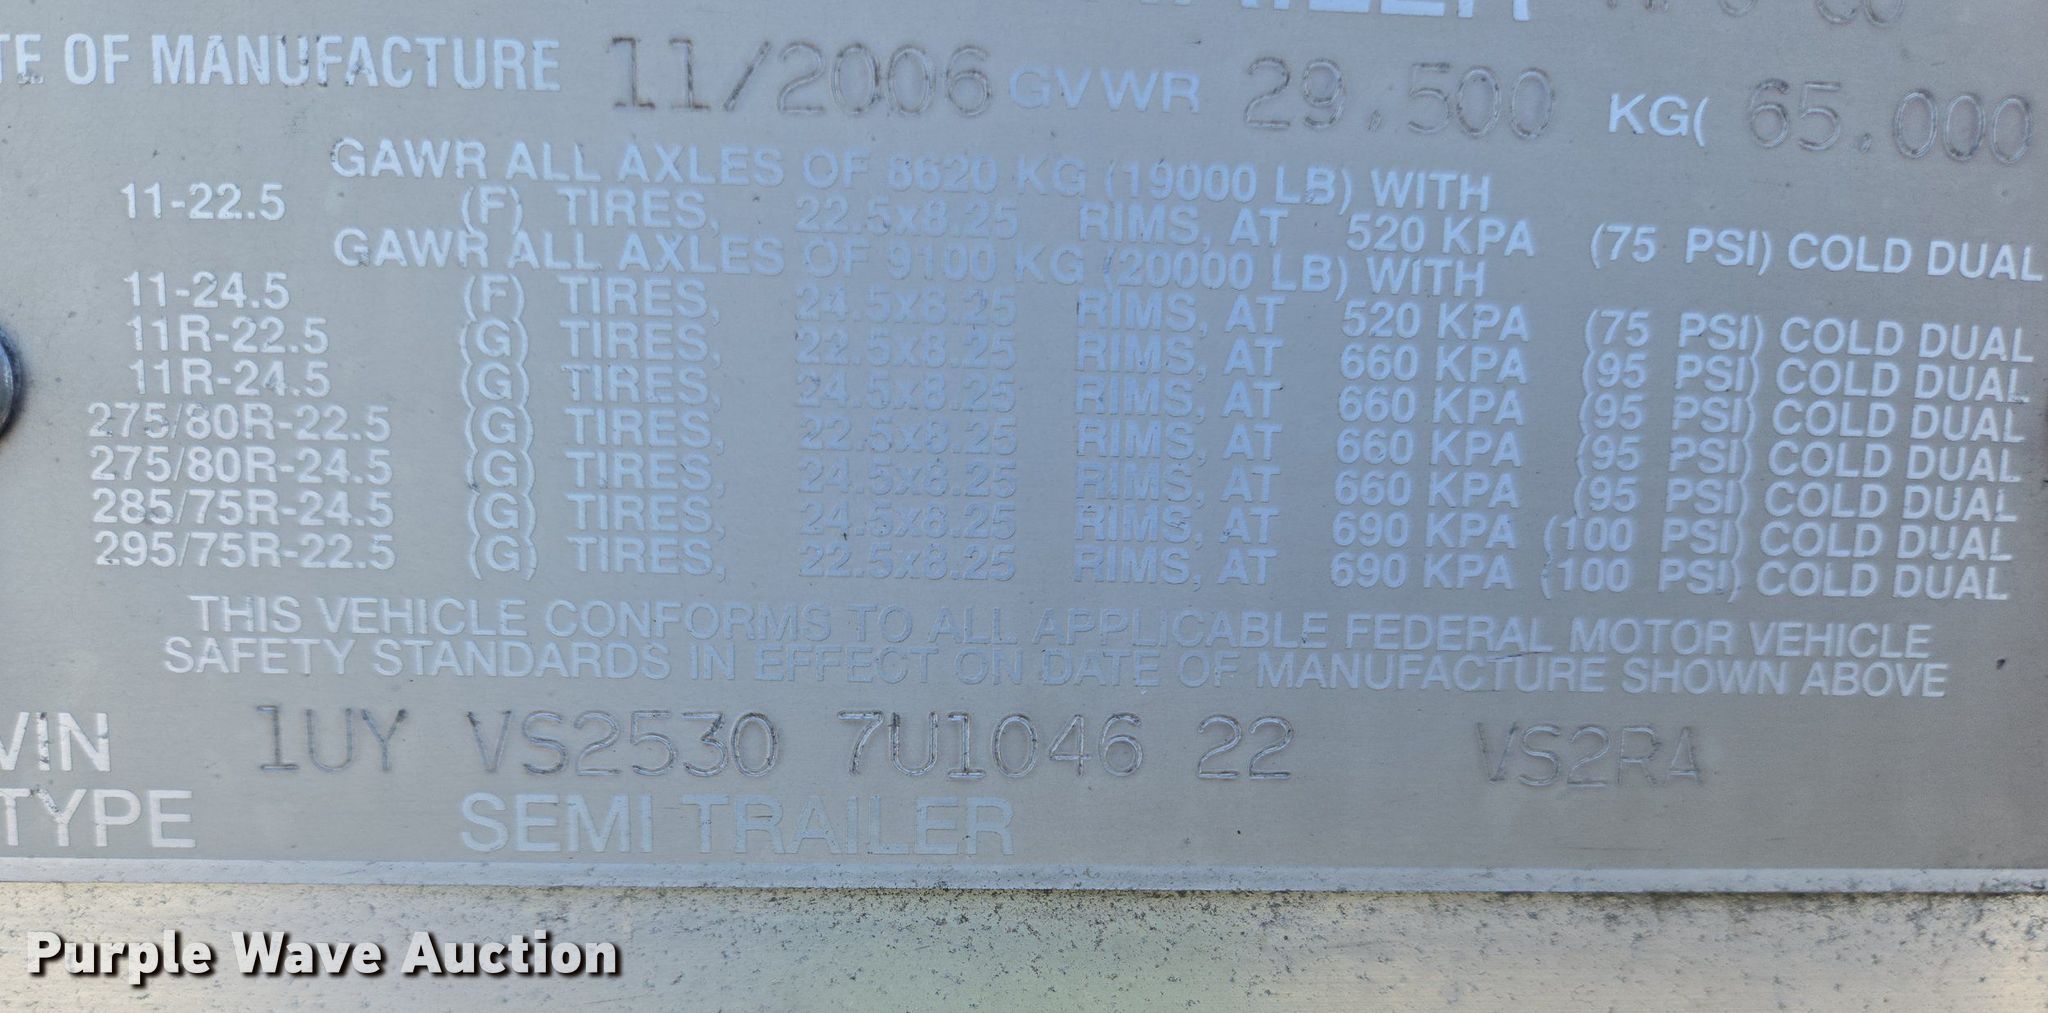 TRAILER MFG CO
TE OF MANUFACTURE 11/2006 GVWR 29.500 KG( 65.000
GAWR ALL AXLES OF 8620 KG (19000 LB) WITH
11-22.5 (F) TIRES, 22.5x8.25 RIMS, AT 520 KPA (75 PSI) COLD DUAL
GAWR ALL AXLES OF 9100 KG (20000 LB) WITH
11-24.5 (F) TIRES, 24.5x8.25 RIMS, AT 520 KPA (75 PSI) COLD DUAL
11R-22.5 (G) TIRES, 22.5x8.25 RIMS, AT 660 KPA (95 PSI) COLD DUAL
11R-24.5 (G) TIRES, 24.5x8.25 RIMS, AT 660 KPA (95 PSI) COLD DUAL
275/80R-22.5 (G) TIRES, 22.5x8.25 RIMS, AT 660 KPA (95 PSI) COLD DUAL
275/80R-24.5 (G) TIRES, 24.5x8.25 RIMS, AT 660 KPA (95 PSI) COLD DUAL
285/75R-24.5 (G) TIRES, 24.5x8.25 RIMS, AT 690 KPA (100 PSI) COLD DUAL
295/75R-22.5 (G) TIRES, 22.5x8.25 RIMS, AT 690 KPA (100 PSI) COLD DUAL
THIS VEHICLE CONFORMS TO ALL APPLICABLE FEDERAL MOTOR VEHICLE
SAFETY STANDARDS IN EFFECT ON DATE OF MANUFACTURE SHOWN ABOVE
VIN 1UY VS2530 7U1046 22 VS2RA
TYPE SEMI TRAILER
Purple Wave Auction